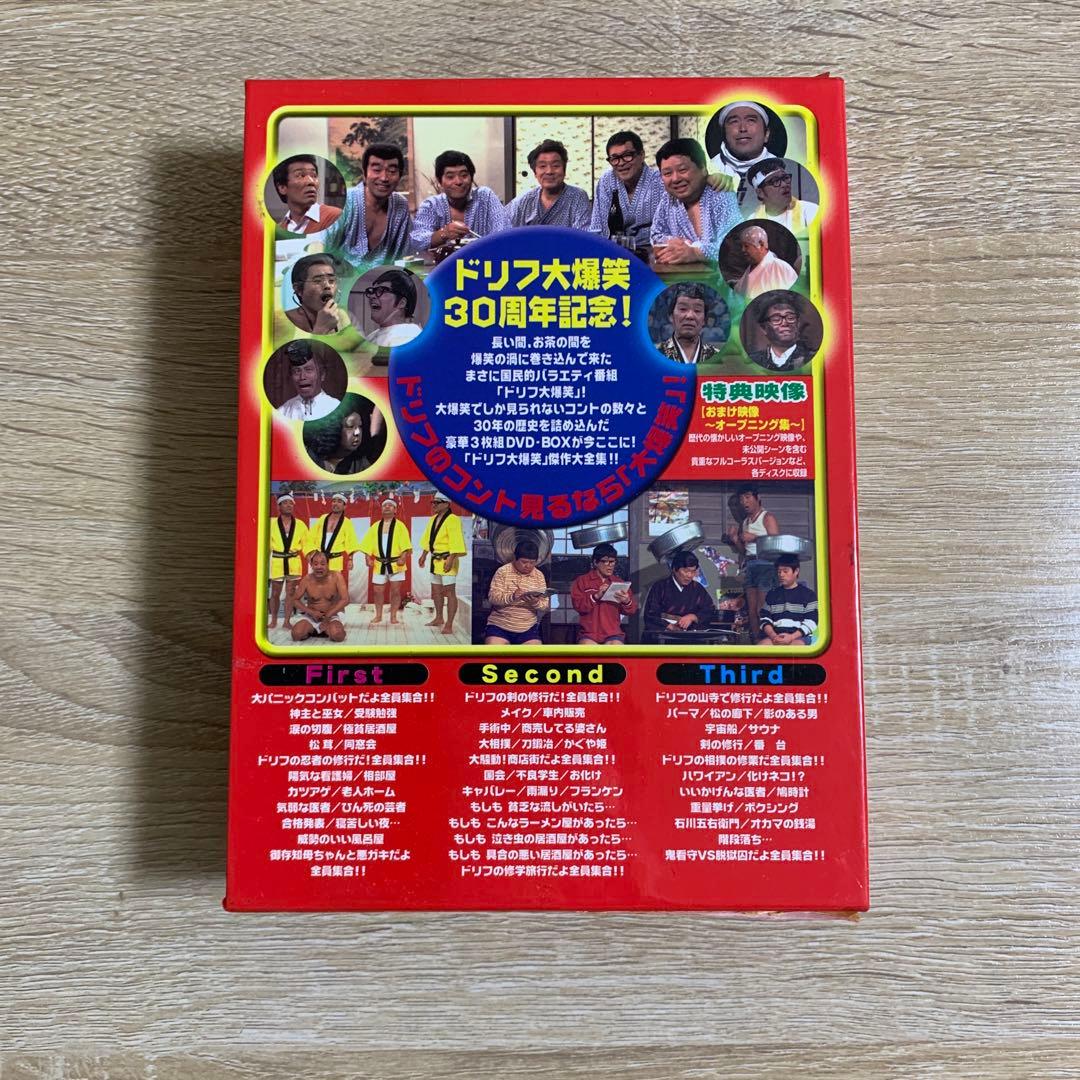 ドリフ大爆笑
30周年記念!
長い間、お茶の間を
爆笑の渦に巻き込んで来た
まさに国民的バラエティ番組
「ドリフ大爆笑」!
大爆笑でしか見られないコントの数々と
30年の歴史を詰め込んだ
豪華3枚組DVD-BOXが今ここに!
「ドリフ大爆笑」傑作大全集!!
ドリフのコント見るなら「大爆笑」!
特典映像
【おまけ映像
～オープニング集～】
歴代の懐かしいオープニング映像や、
未公開シーンを含む
貴重なフルコーラスバージョンなど、
各ディスクに収録
First
大パニックコンバットだよ全員集合!!
神主と巫女/受験勉強
涙の切腹/極貧居酒屋
松茸/同窓会
ドリフの忍者の修行だ!全員集合!!
陽気な看護婦/相部屋
カツアゲ/老人ホーム
気弱な医者/ひん死の芸者
合格発表/寝苦しい夜…
威勢のいい風呂屋
御存知母ちゃんと悪ガキだよ
全員集合!!
Second
ドリフの剣の修行だ!全員集合!!
メイク/車内販売
手術中/商売してる婆さん
大相撲/刀鍛冶/かぐや姫
大騒動!商店街だよ全員集合!!
国会/不良学生/お化け
キャバレー/雨漏り/フランケン
もしも 貧乏な流しがいたら…
もしも こんなラーメン屋があったら…
もしも 泣き虫の居酒屋があったら…
もしも 具合の悪い居酒屋があったら…
ドリフの修学旅行だよ全員集合!!
Third
ドリフの山寺で修行だよ全員集合!!
パーマ/松の廊下/影のある男
宇宙船/サウナ
剣の修行/番台
ドリフの相撲の修業だ全員集合!!
ハワイアン/化けネコ!?
いいかげんな医者/鳩時計
重量挙げ/ボクシング
石川五右衛門/オカマの銭湯
階段落ち…
鬼看守VS脱獄囚だよ全員集合!!